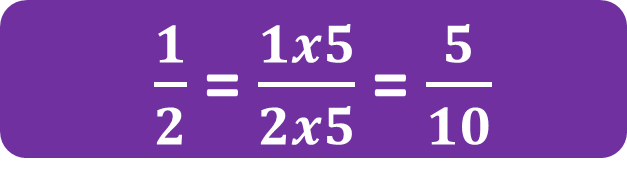 1/2 = 1x5/2x5 = 5/10